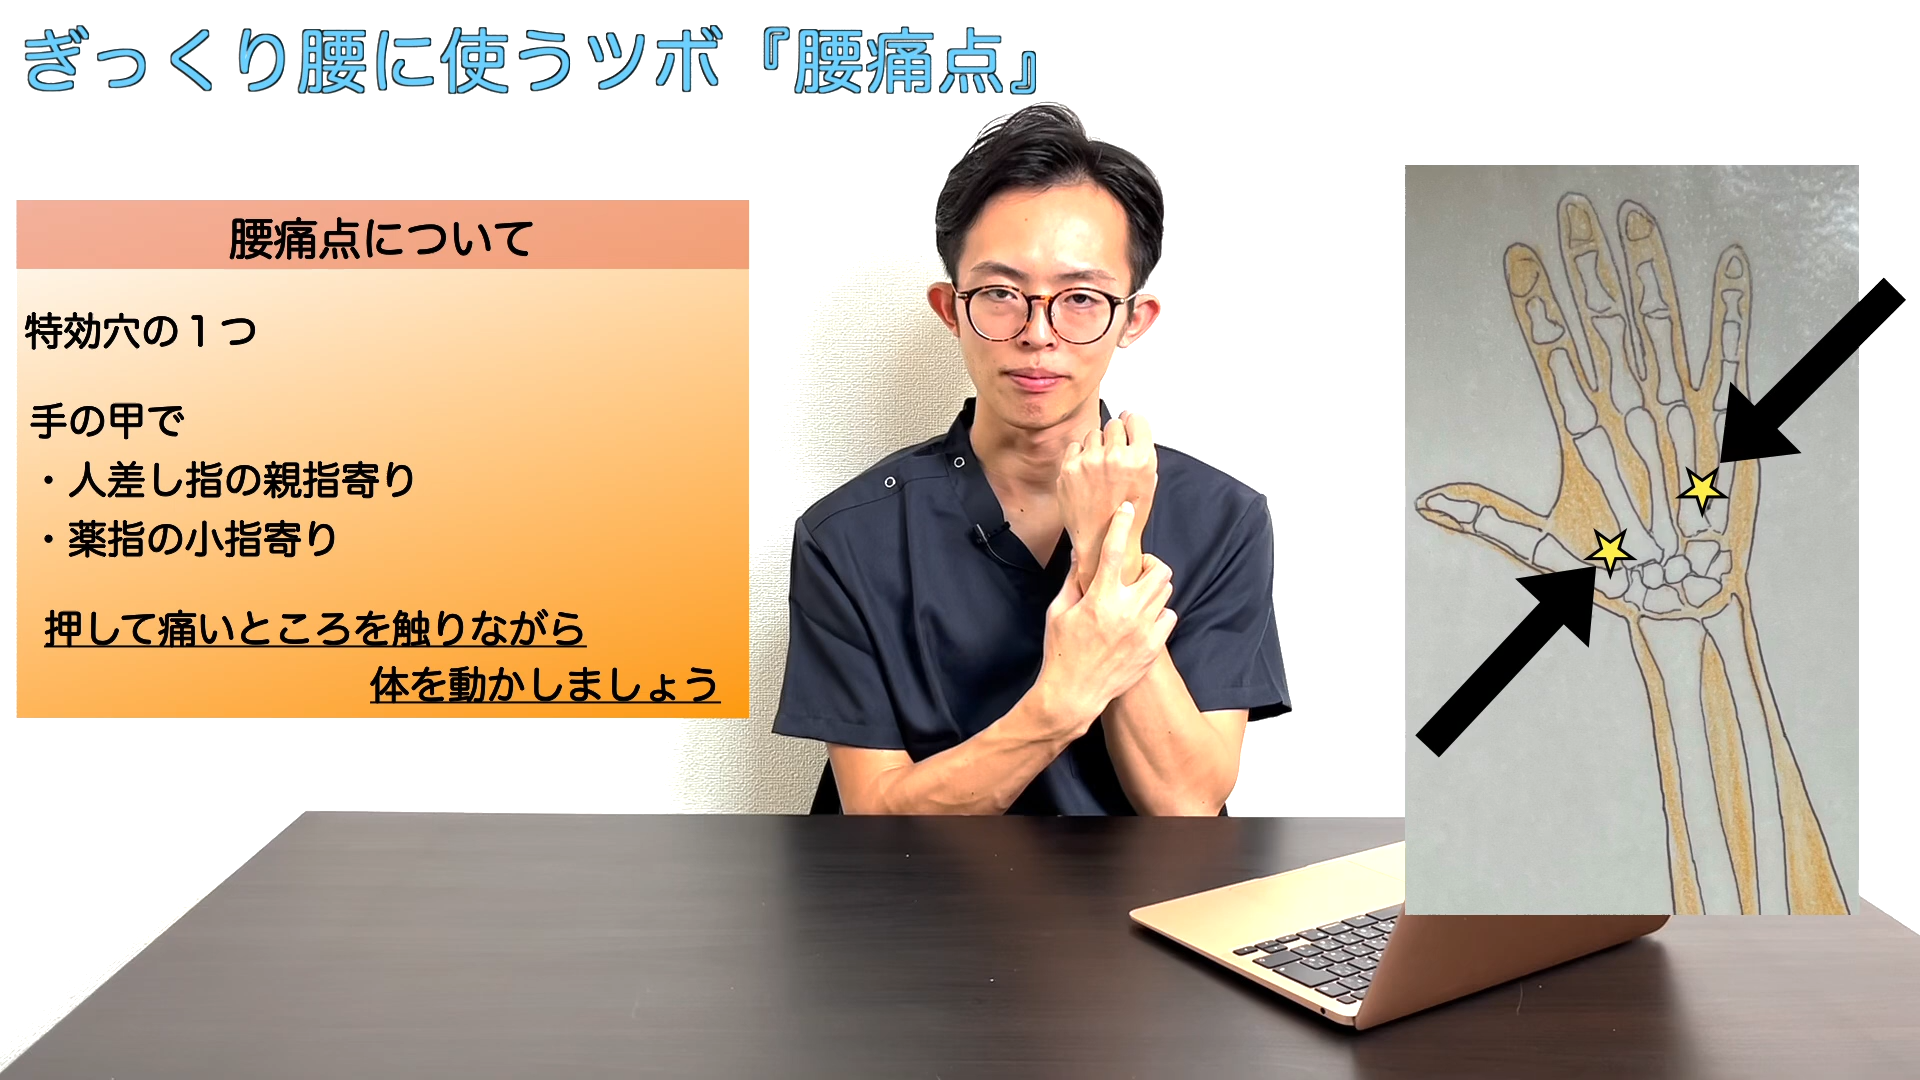 ぎっくり腰に使うツボ『腰痛点』
腰痛点について
特効穴の１つ
手の甲で
・人差し指の親指寄り
・薬指の小指寄り
押して痛いところを触りながら
体を動かしましょう